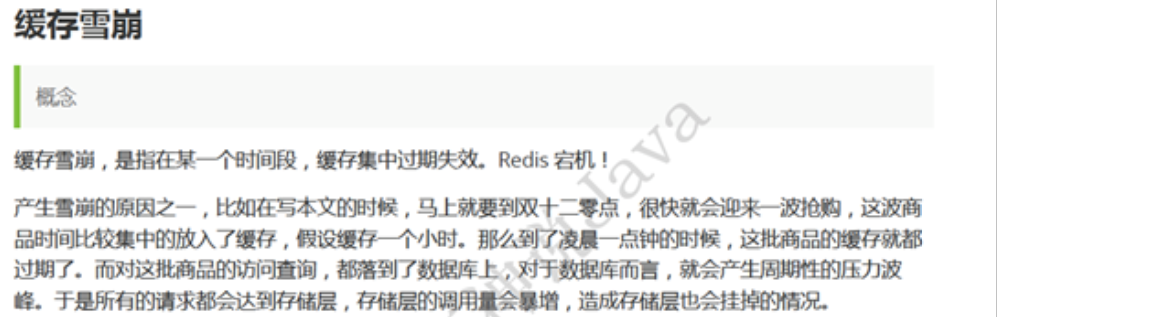 缓存雪崩
概念
缓存雪崩，是指在某一个时间段，缓存集中过期失效。Redis 宕机！
产生雪崩的原因之一，比如在写本文的时候，马上就要到双十二零点，很快就会迎来一波抢购，这波商
品时间比较集中的放入了缓存，假设缓存一个小时。那么到了凌晨一点钟的时候，这批商品的缓存就都
过期了。而对这批商品的访问查询，都落到了数据库上，对于数据库而言，就会产生周期性的压力波
峰。于是所有的请求都会达到存储层，存储层的调用量会暴增，造成存储层也会挂掉的情况。
Java